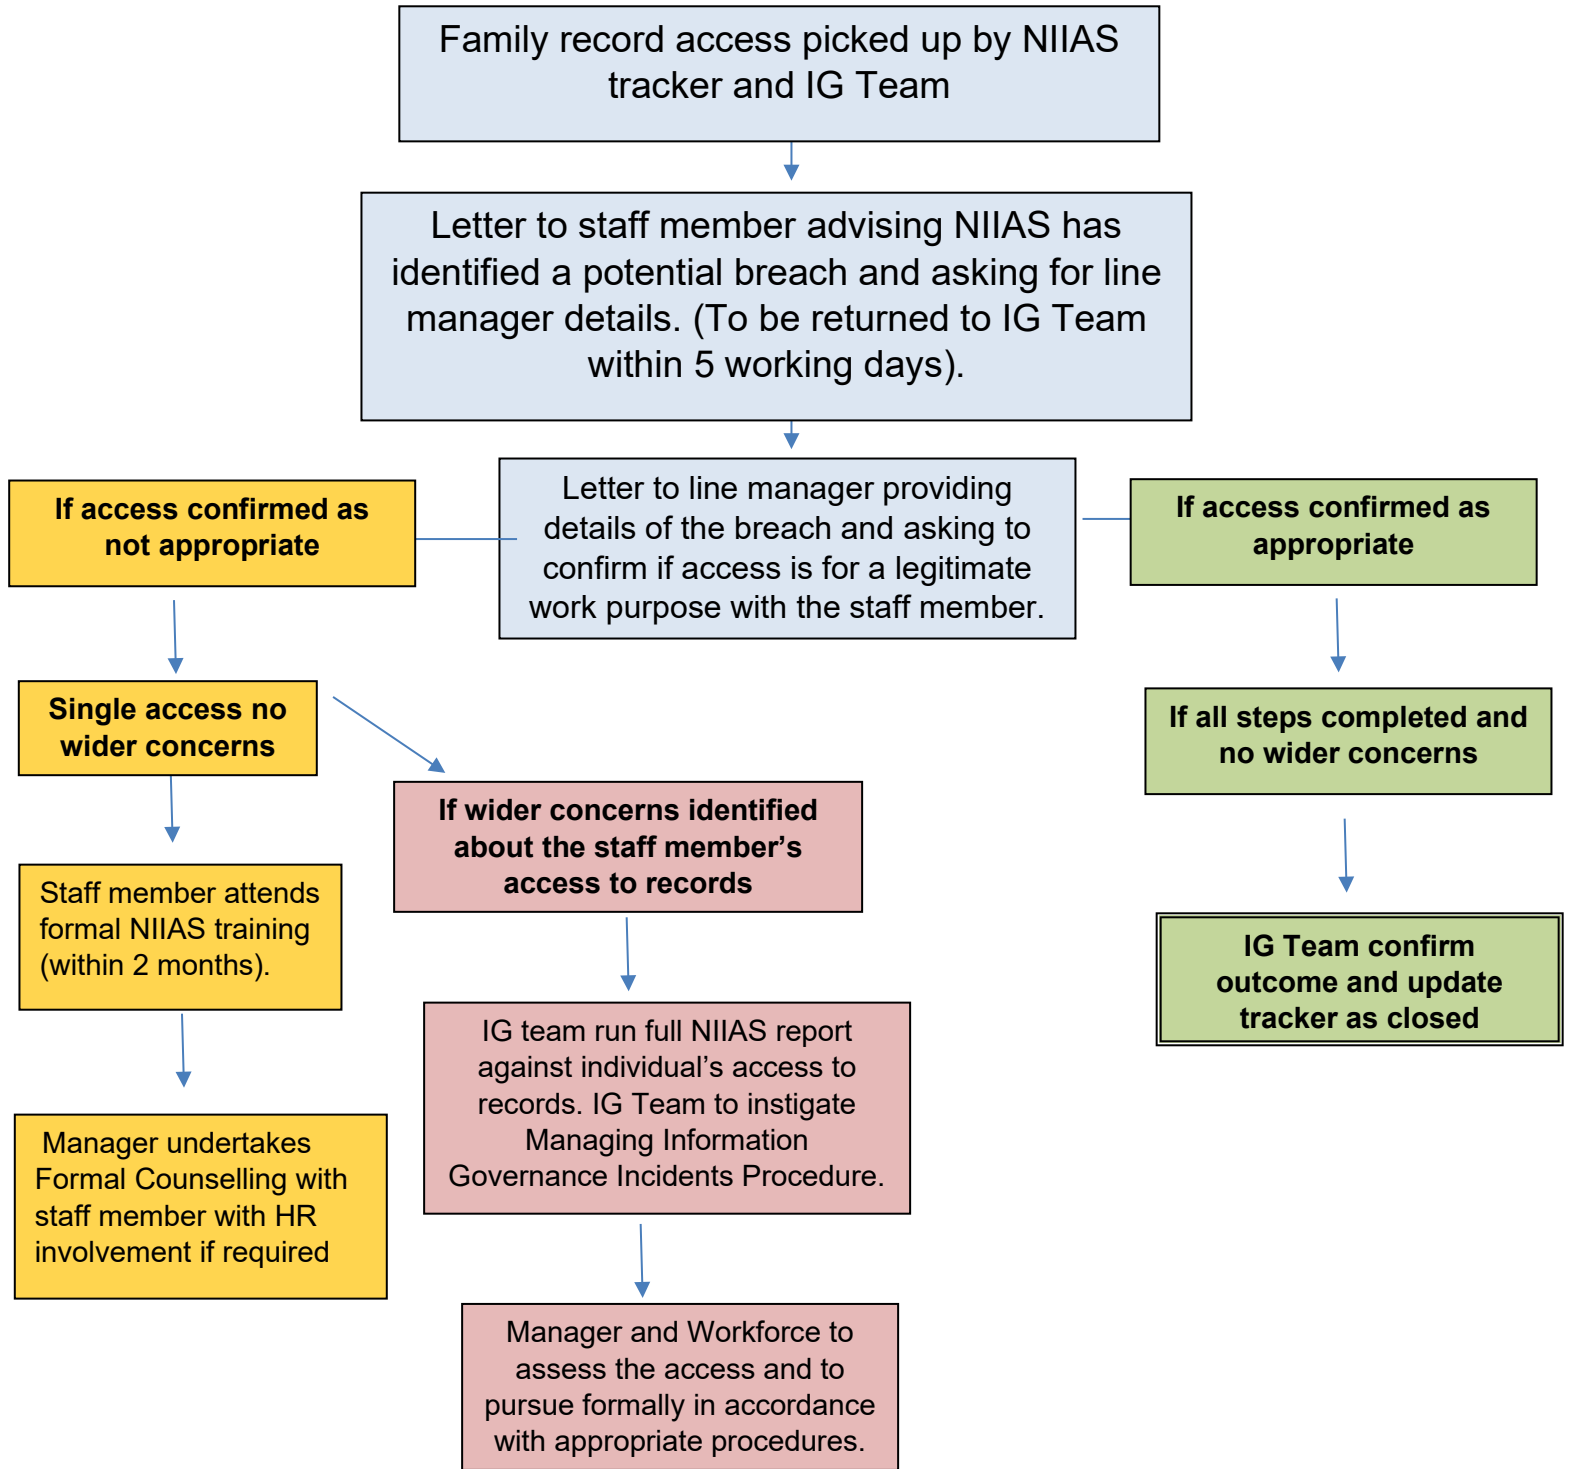 Family record access picked up by NIIAS
tracker and IG Team
Letter to staff member advising NIIAS has
identified a potential breach and asking for line
manager details. (To be returned to IG Team
within 5 working days).
Letter to line manager providing
details of the breach and asking to
confirm if access is for a legitimate
work purpose with the staff member.
If access confirmed as
not appropriate
If access confirmed as
appropriate
Single access no
wider concerns
If wider concerns identified
about the staff member’s
access to records
If all steps completed and
no wider concerns
Staff member attends
formal NIIAS training
(within 2 months).
IG team run full NIIAS report
against individual’s access to
records. IG Team to instigate
Managing Information
Governance Incidents Procedure.
IG Team confirm
outcome and update
tracker as closed
Manager undertakes
Formal Counselling with
staff member with HR
involvement if required
Manager and Workforce to
assess the access and to
pursue formally in accordance
with appropriate procedures.